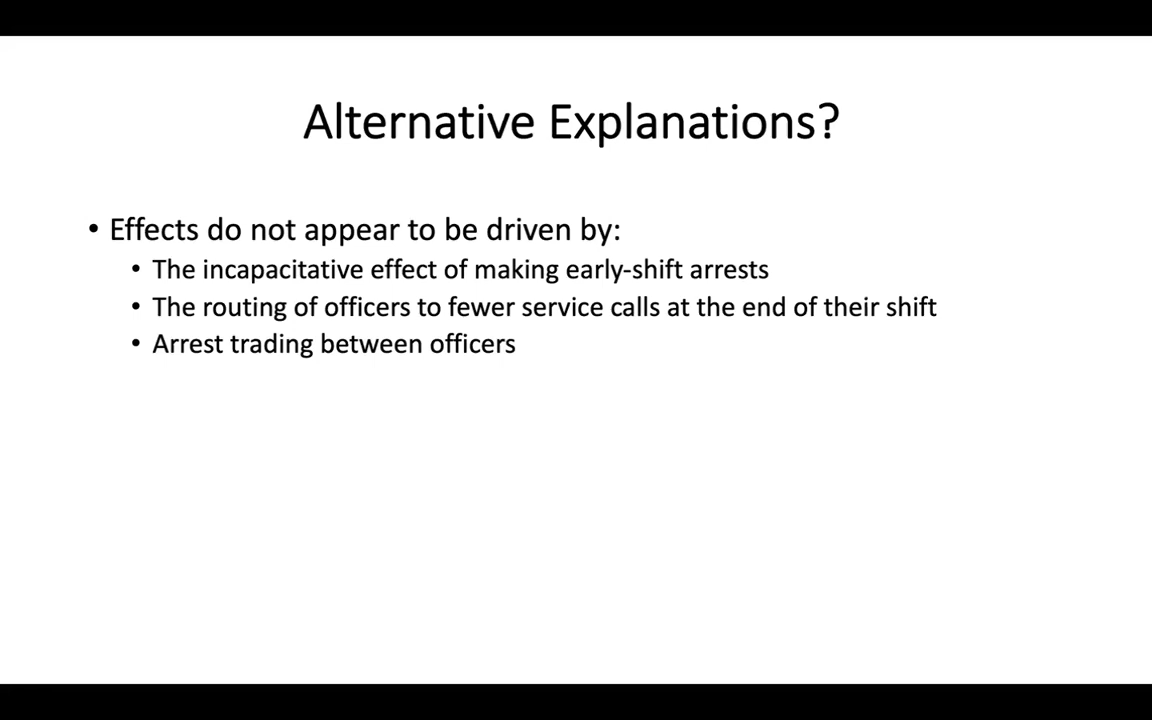 Alternative Explanations?
• Effects do not appear to be driven by:
• The incapacitative effect of making early-shift arrests
• The routing of officers to fewer service calls at the end of their shift
• Arrest trading between officers